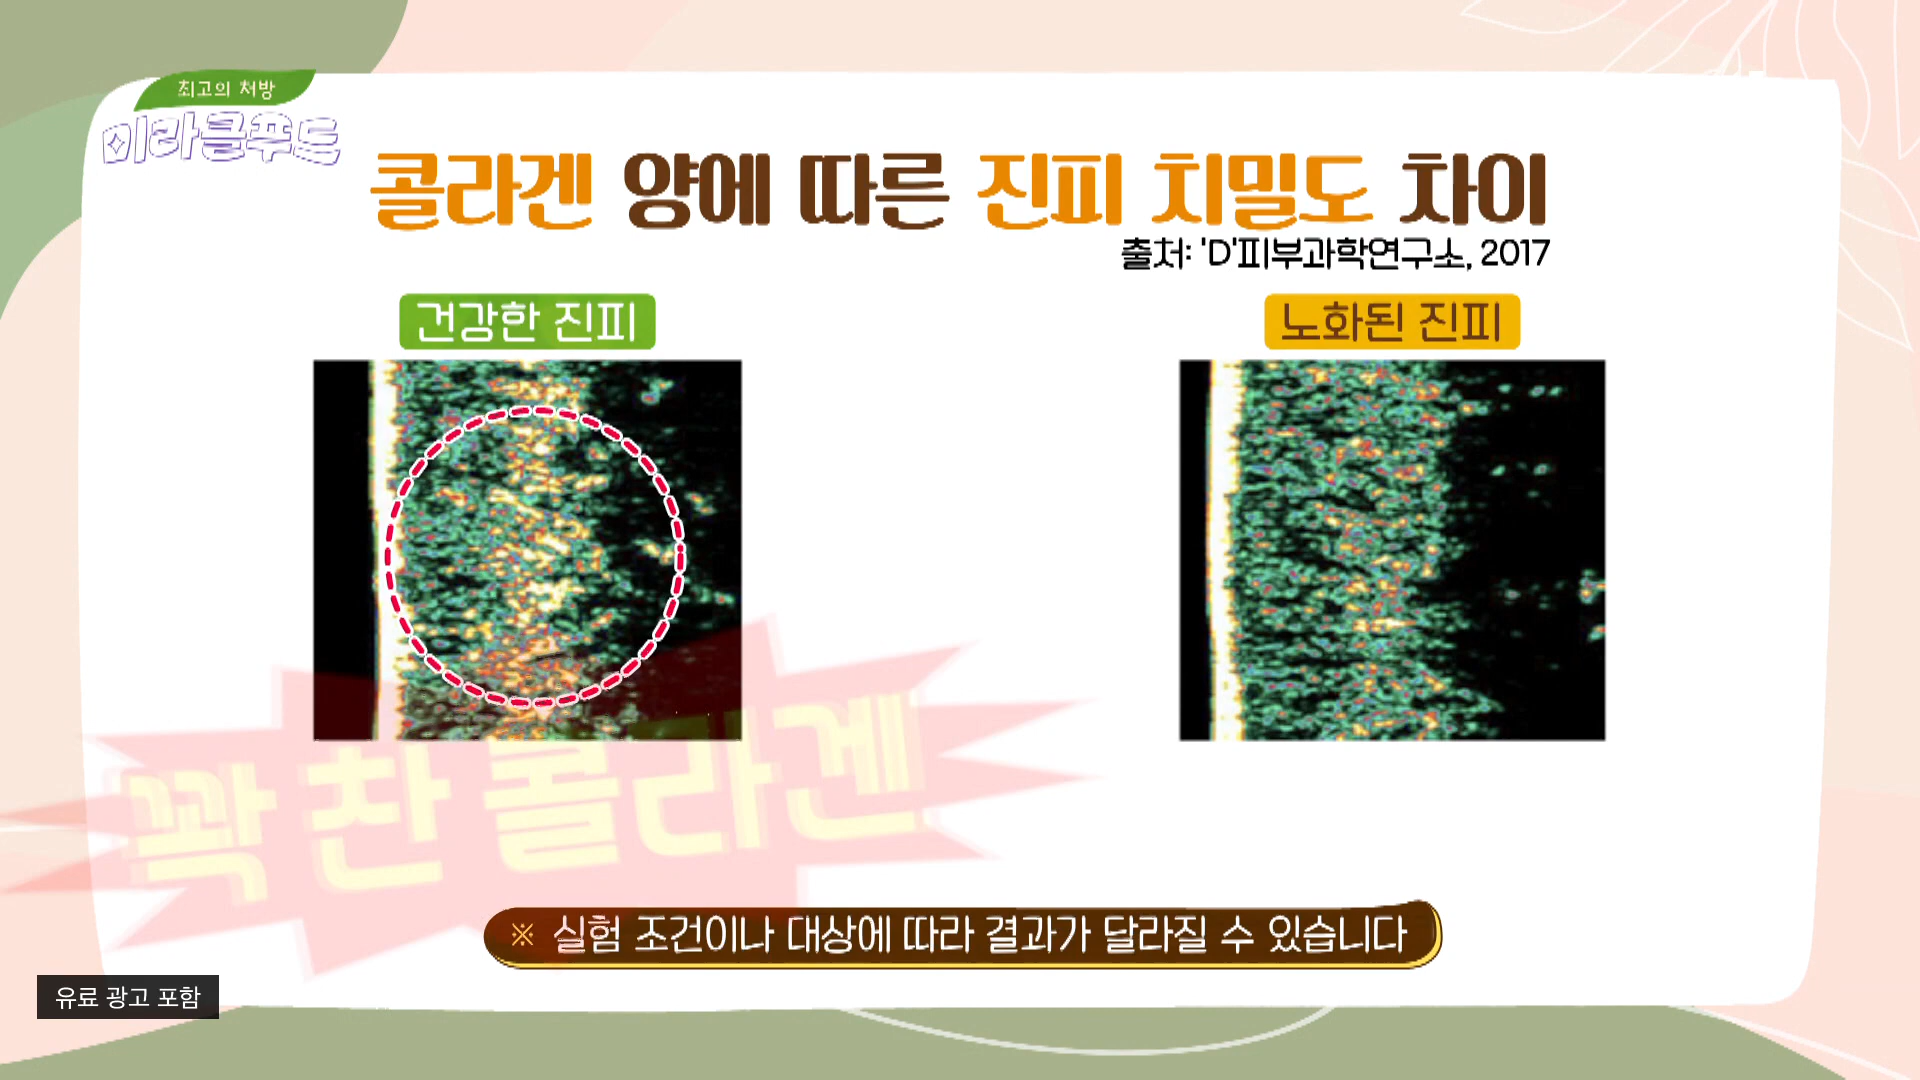 최고의 처방
미라클푸드
콜라겐 양에 따른 진피 치밀도 차이
출처: 'D'피부과학연구소, 2017
건강한 진피
노화된 진피
꽉 찬 콜라겐
※ 실험 조건이나 대상에 따라 결과가 달라질 수 있습니다
유료 광고 포함